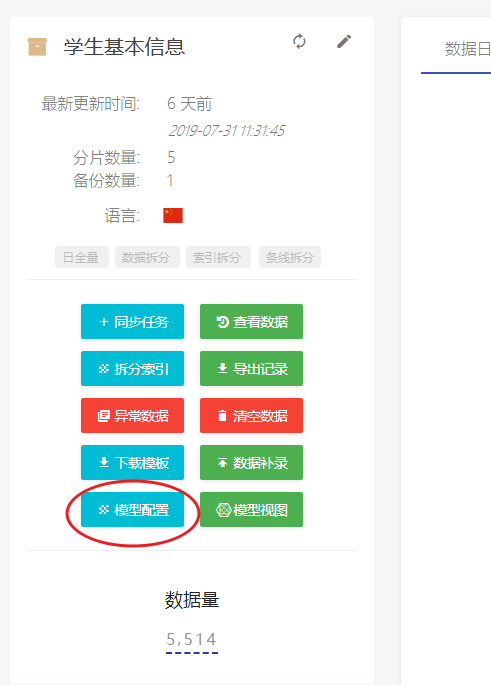 学生基本信息
数据日
最新更新时间: 6 天前
2019-07-31 11:31:45
分片数量: 5
备份数量: 1
语言:
日全量 数据拆分 索引拆分 条线拆分
同步任务 查看数据
拆分索引 导出记录
异常数据 清空数据
下载模板 数据补录
模型配置 模型视图
数据量
5,514